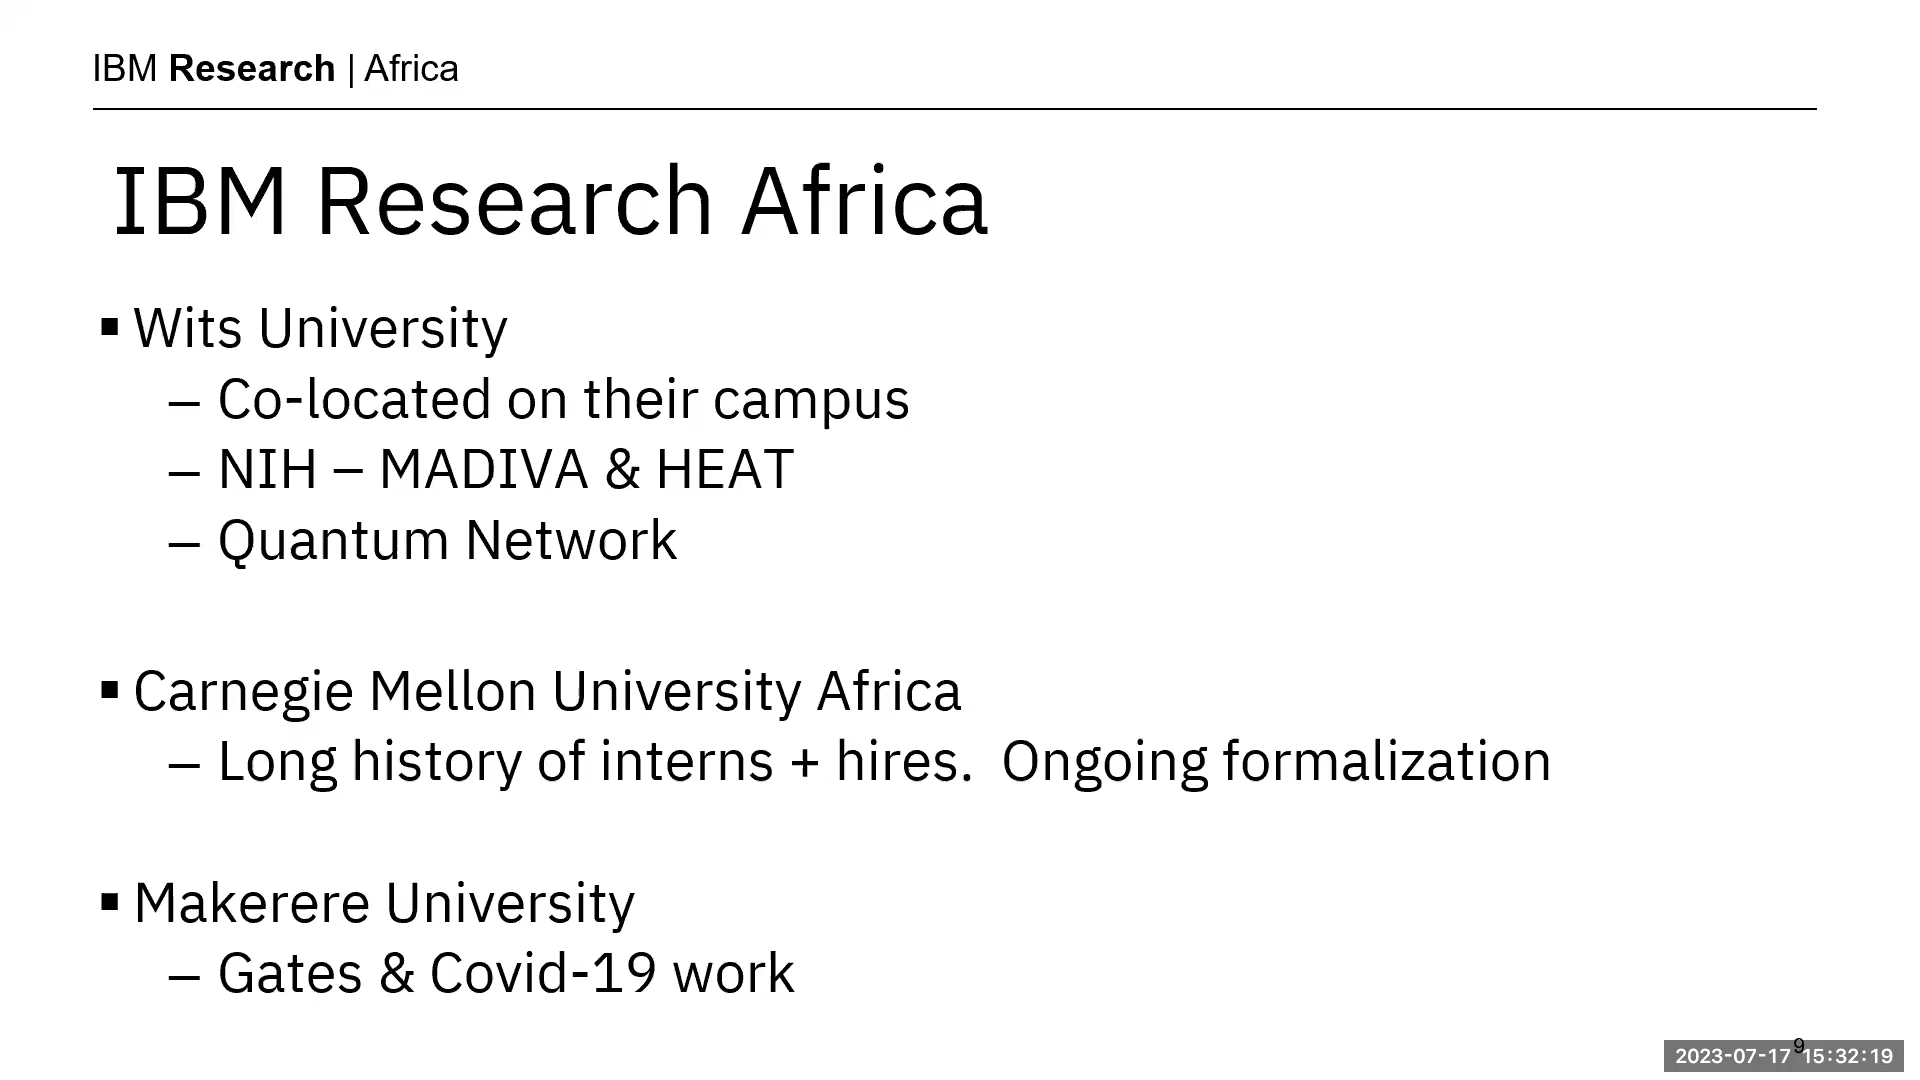 IBM Research | Africa
IBM Research Africa
▪ Wits University
– Co-located on their campus
– NIH – MADIVA & HEAT
– Quantum Network
▪ Carnegie Mellon University Africa
– Long history of interns + hires.  Ongoing formalization
▪ Makerere University
– Gates & Covid-19 work
9
2023-07-17 15:32:19